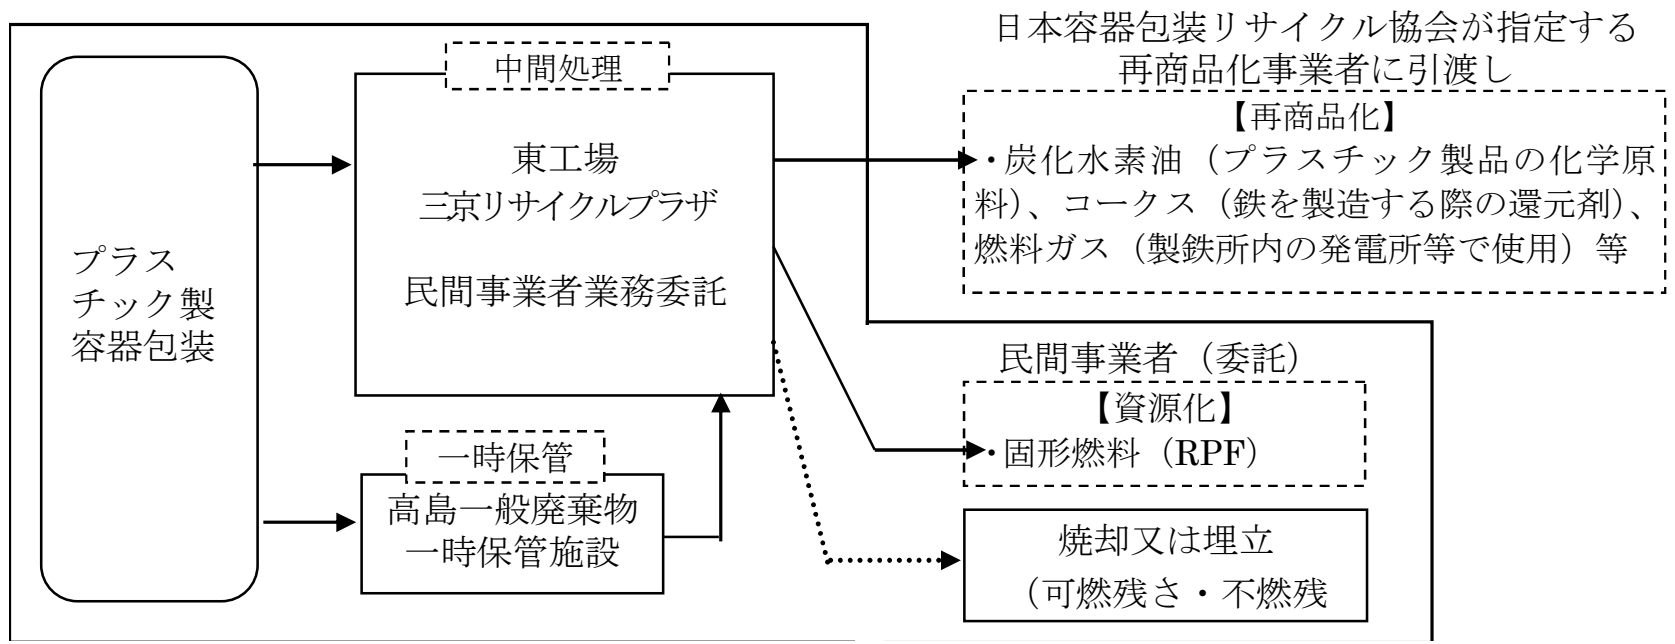 プラス
チック製
容器包装
中間処理
東工場
三京リサイクルプラザ
民間事業者業務委託
一時保管
高島一般廃棄物
一時保管施設
日本容器包装リサイクル協会が指定する
再商品化事業者に引渡し
【再商品化】
・炭化水素油（プラスチック製品の化学原
料）、コークス（鉄を製造する際の還元剤）、
燃料ガス（製鉄所内の発電所等で使用）等
民間事業者（委託）
【資源化】
・固形燃料（RPF）
焼却又は埋立
（可燃残さ・不燃残